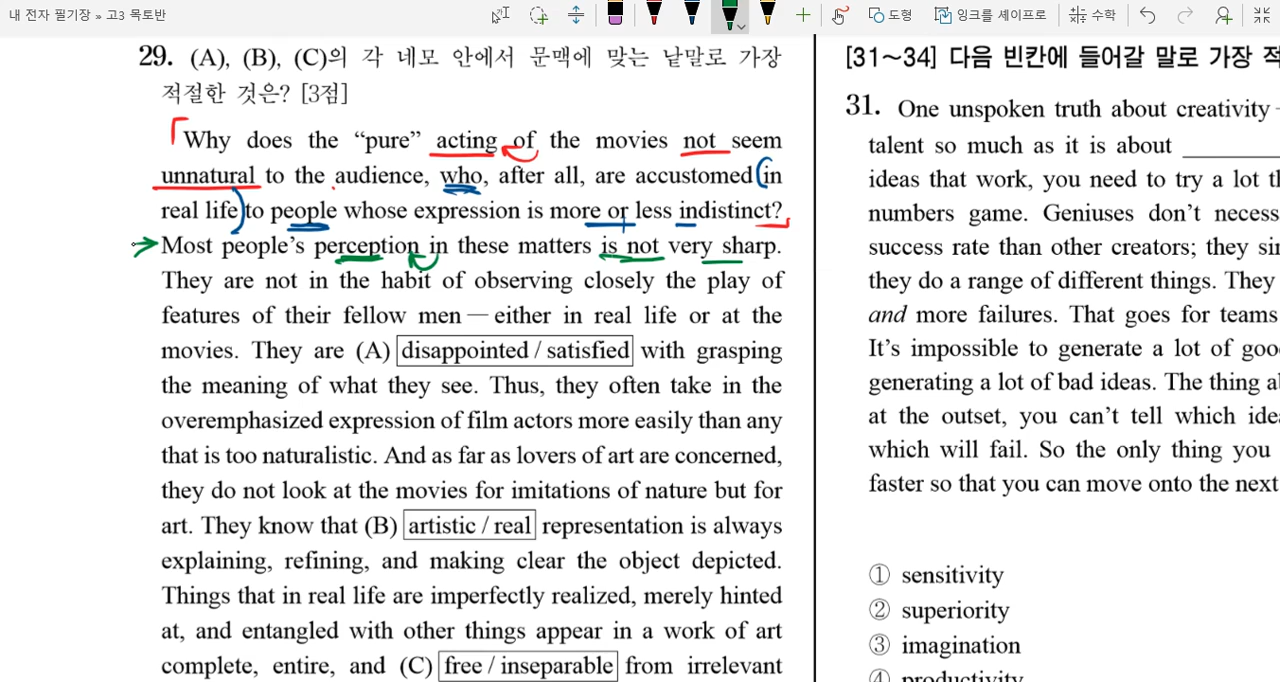 내 전자 필기장 » 고3 목토반
도형
잉크를 셰이프로
수학
29. (A), (B), (C)의 각 네모 안에서 문맥에 맞는 낱말로 가장
적절한 것은? [3점]
Why does the “pure” acting of the movies not seem
unnatural to the audience, who, after all, are accustomed in
real life to people whose expression is more or less indistinct?
Most people’s perception in these matters is not very sharp.
They are not in the habit of observing closely the play of
features of their fellow men — either in real life or at the
movies. They are (A) disappointed / satisfied with grasping
the meaning of what they see. Thus, they often take in the
overemphasized expression of film actors more easily than any
that is too naturalistic. And as far as lovers of art are concerned,
they do not look at the movies for imitations of nature but for
art. They know that (B) artistic / real representation is always
explaining, refining, and making clear the object depicted.
Things that in real life are imperfectly realized, merely hinted
at, and entangled with other things appear in a work of art
complete, entire, and (C) free / inseparable from irrelevant
[31～34] 다음 빈칸에 들어갈 말로 가장
31. One unspoken truth about creativity
talent so much as it is about
ideas that work, you need to try a lot
numbers game. Geniuses don’t
success rate than other creators; they
they do a range of different things. They
and more failures. That goes for teams
It’s impossible to generate a lot of
generating a lot of bad ideas. The thing
at the outset, you can’t tell which
which will fail. So the only thing you
faster so that you can move onto the next
① sensitivity
② superiority
③ imagination
④ productivity